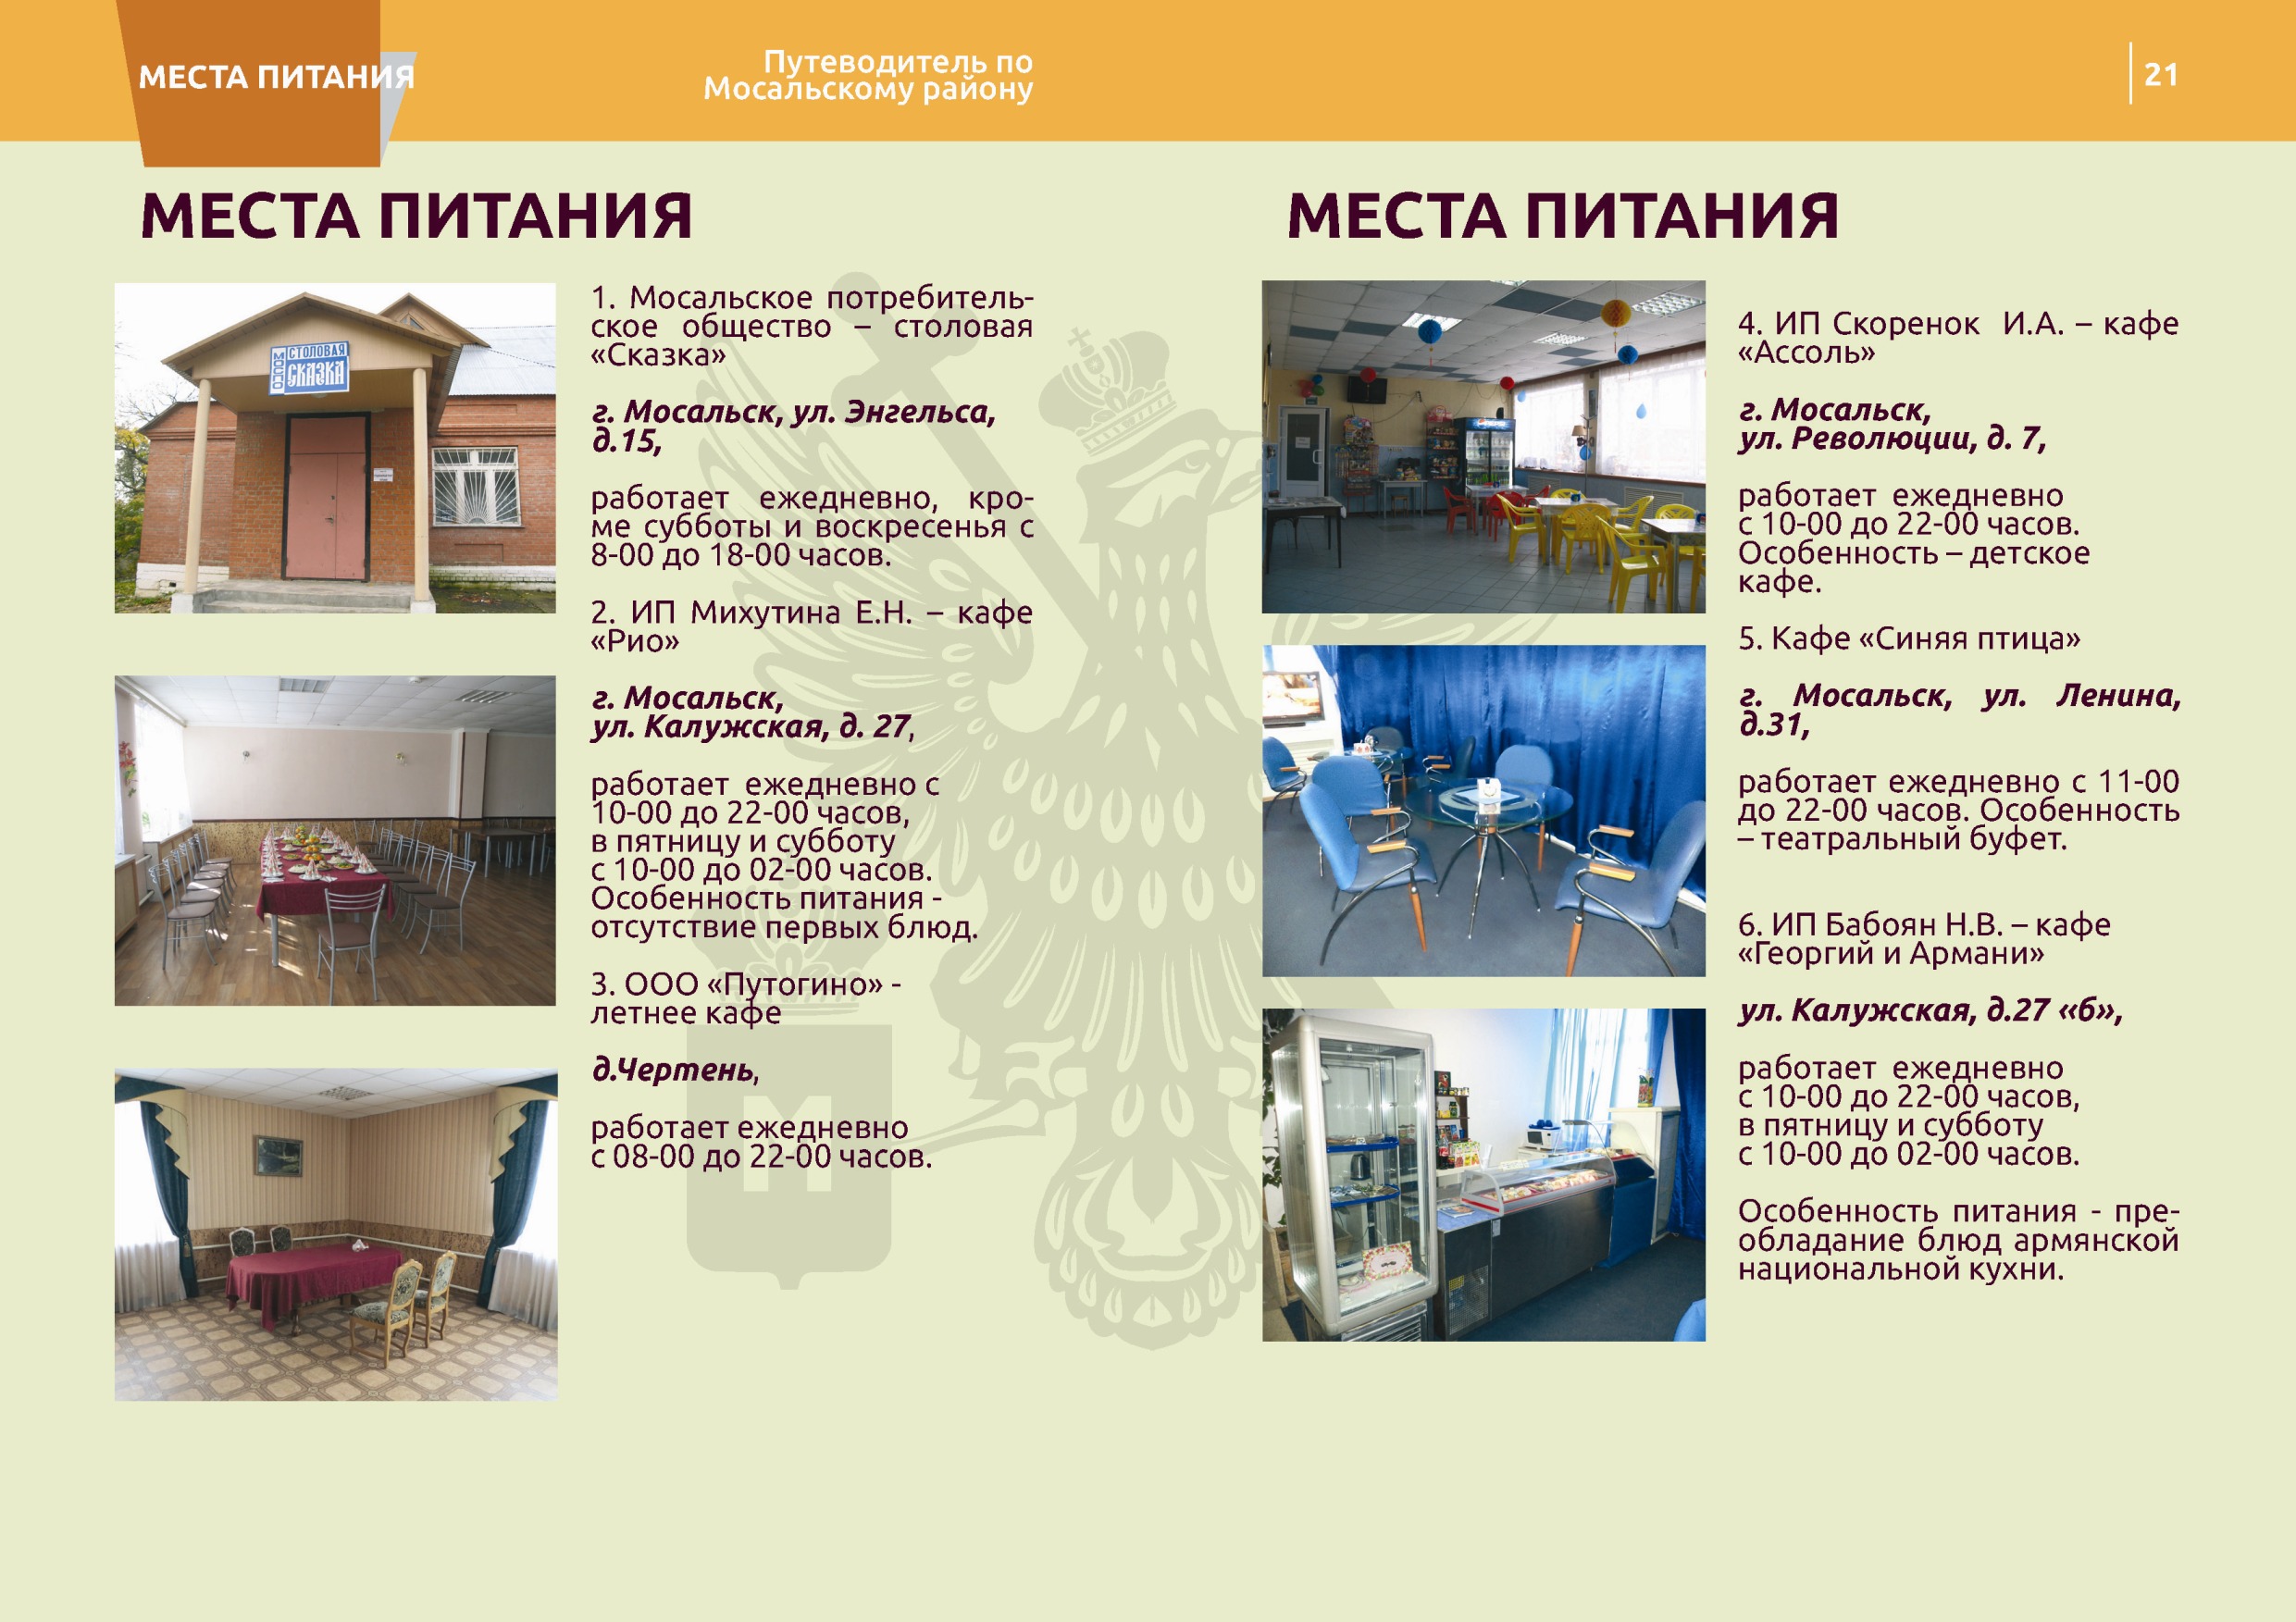 МЕСТА ПИТАНИЯ
Путеводитель по
Мосальскому району
21
МЕСТА ПИТАНИЯ
СТОЛОВАЯ
СКАЗКА
1. Мосальское потребитель-
ское общество – столовая
«Сказка»
г. Мосальск, ул. Энгельса,
д.15,
работает ежедневно, кро-
ме субботы и воскресенья с
8-00 до 18-00 часов.
2. ИП Михутина Е.Н. – кафе
«Рио»
г. Мосальск,
ул. Калужская, д. 27,
работает ежедневно с
10-00 до 22-00 часов,
в пятницу и субботу
с 10-00 до 02-00 часов.
Особенность питания -
отсутствие первых блюд.
3. ООО «Путогино» -
летнее кафе
д.Чертень,
работает ежедневно
с 08-00 до 22-00 часов.
М
МЕСТА ПИТАНИЯ
4. ИП Скоренок И.А. – кафе
«Ассоль»
г. Мосальск,
ул. Революции, д. 7,
работает ежедневно
с 10-00 до 22-00 часов.
Особенность – детское
кафе.
5. Кафе «Синяя птица»
г. Мосальск, ул. Ленина,
д.31,
работает ежедневно с 11-00
до 22-00 часов. Особенность
– театральный буфет.
6. ИП Бабоян Н.В. – кафе
«Георгий и Армани»
ул. Калужская, д.27 «б»,
работает ежедневно
с 10-00 до 22-00 часов,
в пятницу и субботу
с 10-00 до 02-00 часов.
Особенность питания - пре-
обладание блюд армянской
национальной кухни.